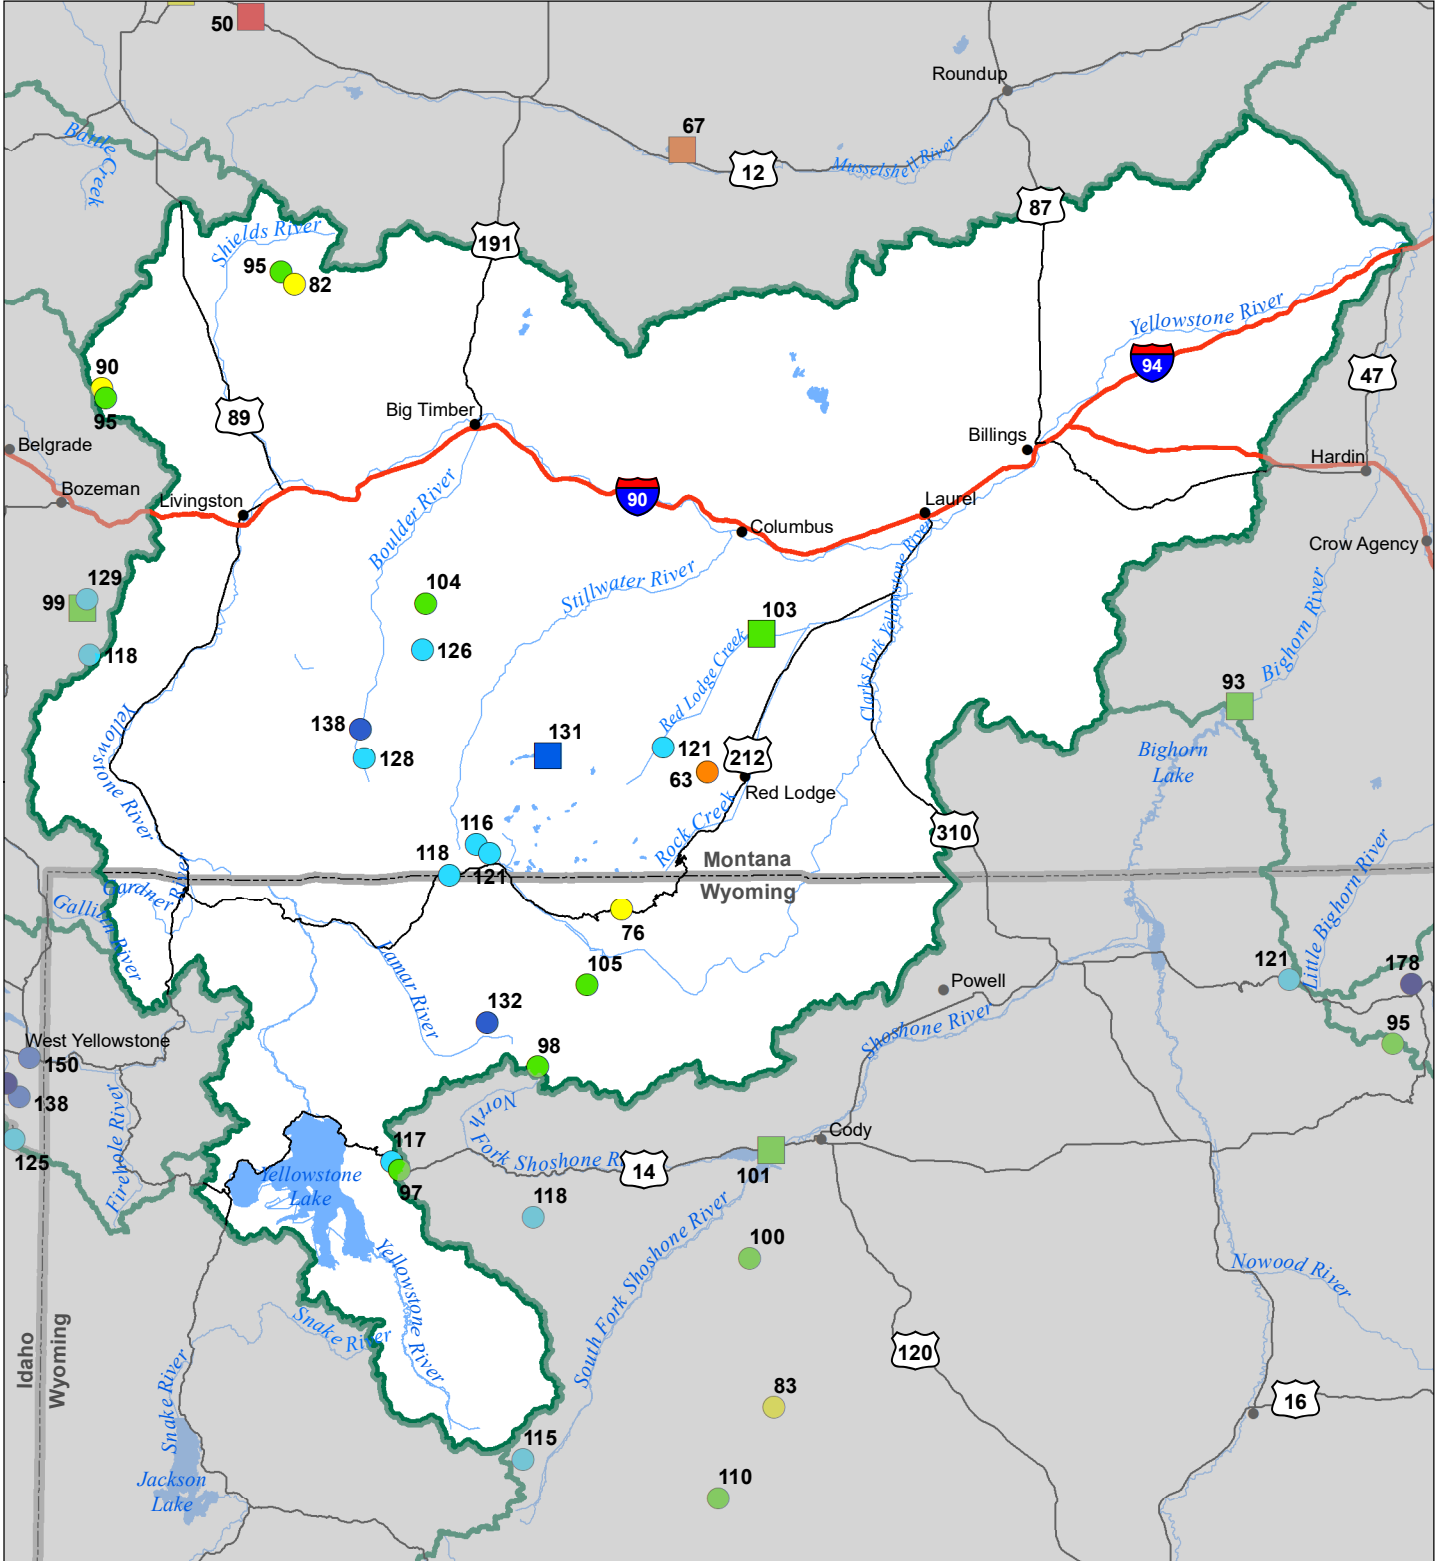 50
Roundup
67
12
Musselshell River
Battle
Creek
87
Shields River
191
95
82
Yellowstone River
94
47
90
95
89
Big Timber
Belgrade
Billings
Hardin
Bozeman
Livingston
90
Laurel
Columbus
Crow Agency
Boulder River
Stillwater River
Clarks Fork Yellowstone River
Bighorn River
129
99
104
103
118
126
Red Lodge Creek
93
Yellowstone River
138
128
131
121
63
212
Red Lodge
Bighorn
Lake
Rock Creek
310
116
118
121
Montana
Wyoming
Gardner
River
Gallatin River
Little Bighorn River
76
Lamar River
105
121
178
Powell
132
Shoshone River
95
West Yellowstone
150
98
138
Firehole River
North
Fork Shoshone R
125
117
97
14
Cody
101
Yellowstone
Lake
118
South Fork Shoshone River
100
Yellowstone River
Nowood River
Snake River
Idaho
Wyoming
120
Snake River
83
16
115
Jackson
Lake
110